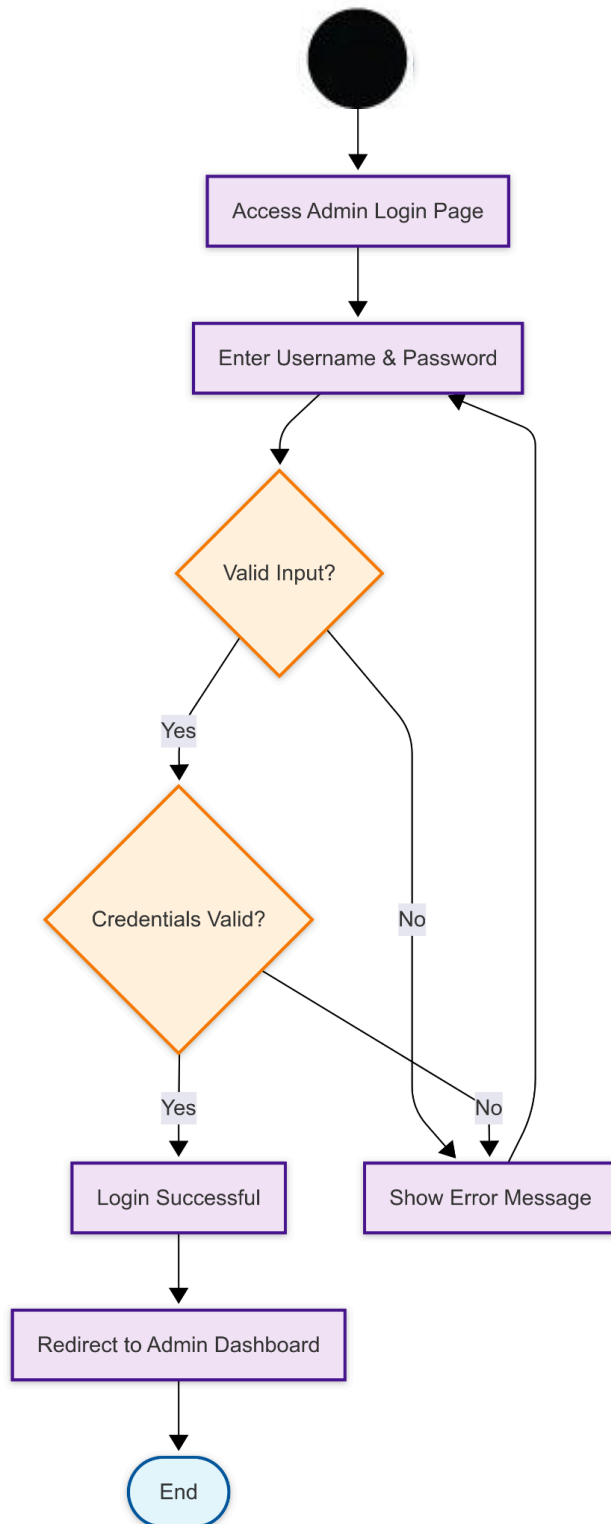 Access Admin Login Page
Enter Username & Password
Valid Input?
Yes
Credentials Valid?
No
Yes
No
Login Successful
Show Error Message
Redirect to Admin Dashboard
End